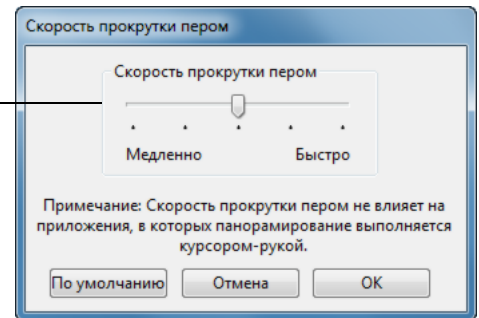 Скорость прокрутки пером
Скорость прокрутки пером
Медленно Быстро
Примечание: Скорость прокрутки пером не влияет на
приложения, в которых панорамирование выполняется
курсором-рукой.
По умолчанию Отмена ОК